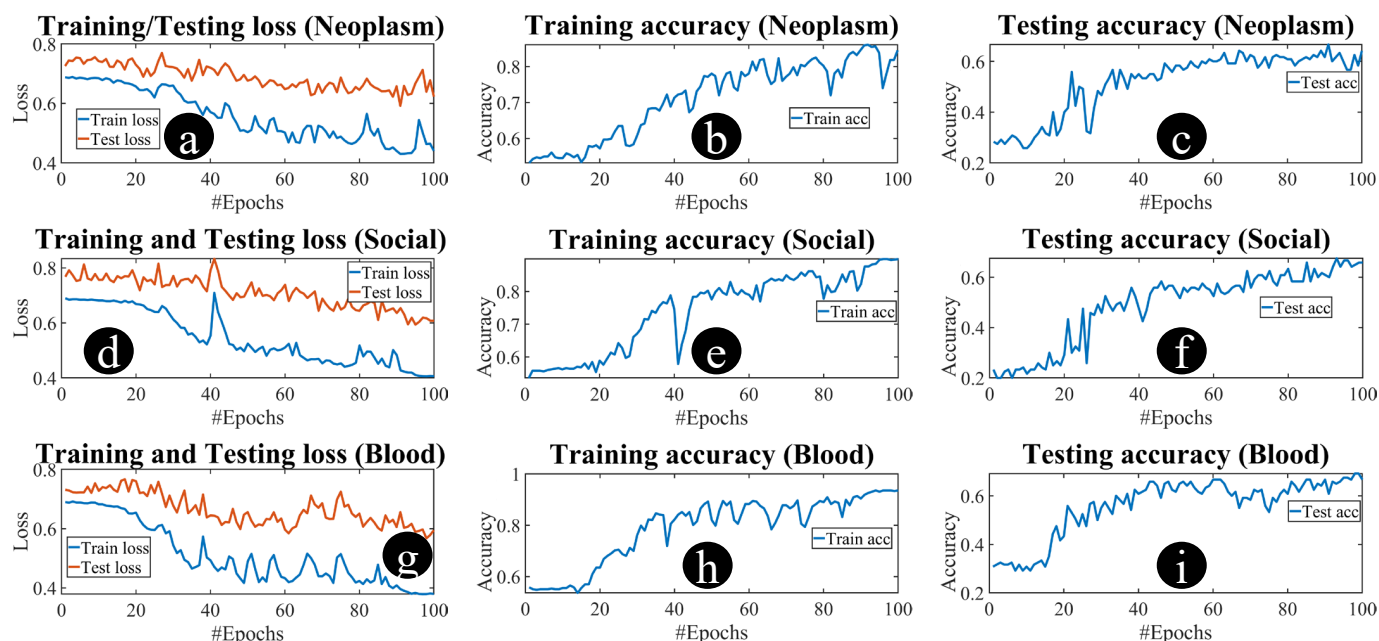 Training/Testing loss (Neoplasm)
0.8
0.6
0.4
Loss
Train loss
Test loss
a
0 20 40 60 80 100
#Epochs
Training accuracy (Neoplasm)
0.8
0.7
0.6
Accuracy
Train acc
b
0 20 40 60 80 100
#Epochs
Testing accuracy (Neoplasm)
0.6
0.4
0.2
Accuracy
Test acc
c
0 20 40 60 80 100
#Epochs
Training and Testing loss (Social)
0.8
0.6
0.4
Loss
Train loss
Test loss
d
0 20 40 60 80 100
#Epochs
Training accuracy (Social)
0.8
0.6
Accuracy
Train acc
e
0 20 40 60 80 100
#Epochs
Testing accuracy (Social)
0.6
0.4
0.2
Accuracy
Test acc
f
0 20 40 60 80 100
#Epochs
Training and Testing loss (Blood)
0.8
0.6
0.4
Loss
Train loss
Test loss
g
0 20 40 60 80 100
#Epochs
Training accuracy (Blood)
1
0.8
0.6
Accuracy
Train acc
h
0 20 40 60 80 100
#Epochs
Testing accuracy (Blood)
0.6
0.4
0.2
Accuracy
Test acc
i
0 20 40 60 80 100
#Epochs